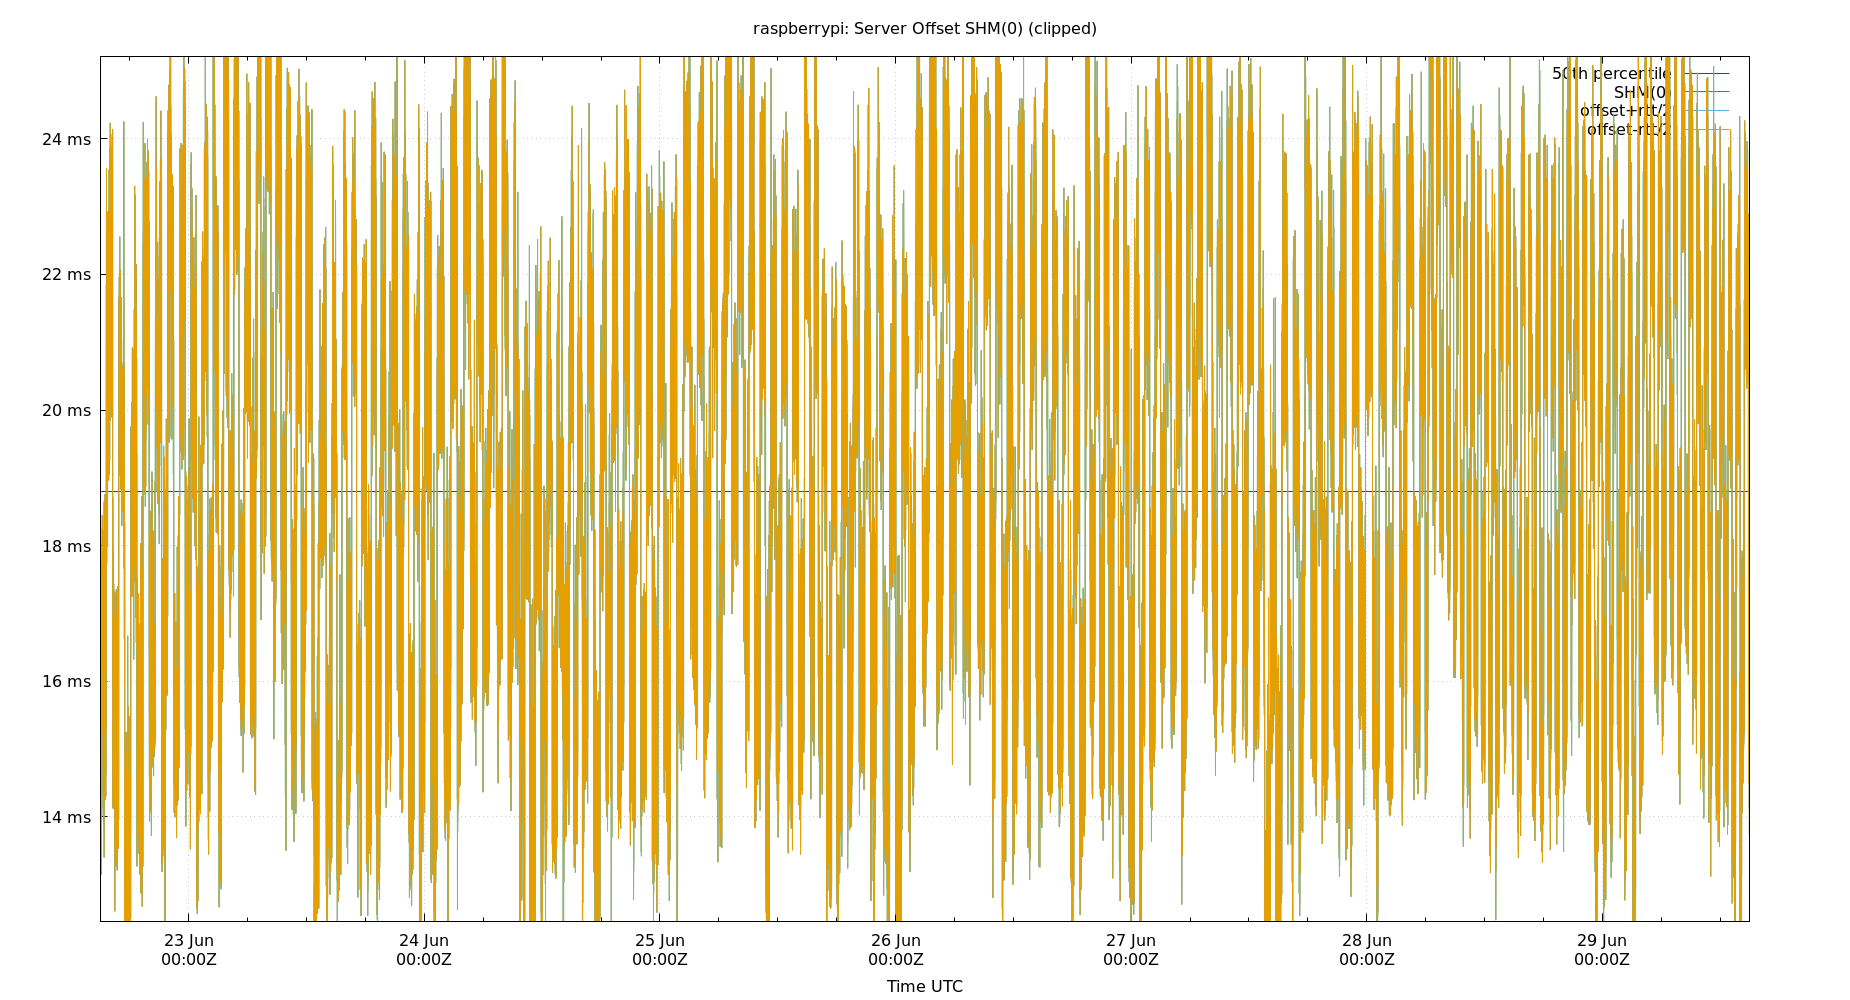 raspberrypi: Server Offset SHM(0) (clipped)
50th percentile
SHM(0)
offset+rtt/2
offset-rtt/2
24 ms
22 ms
20 ms
18 ms
16 ms
14 ms
23 Jun 24 Jun 25 Jun 26 Jun 27 Jun 28 Jun 29 Jun
00:00Z 00:00Z 00:00Z 00:00Z 00:00Z 00:00Z 00:00Z
Time UTC